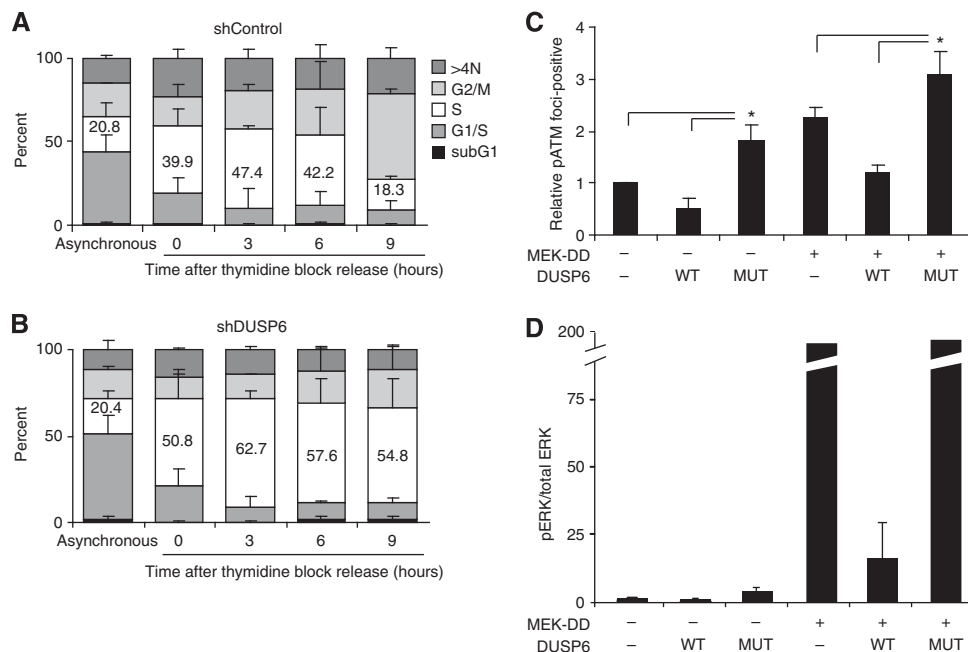 A
shControl
100
50
0
Percent
20.8
39.9
47.4
42.2
18.3
>4N
G2/M
S
G1/S
subG1
Asynchronous 0 3 6 9
Time after thymidine block release (hours)
B
shDUSP6
100
50
0
Percent
20.4
50.8
62.7
57.6
54.8
Asynchronous 0 3 6 9
Time after thymidine block release (hours)
C
4
3
2
1
0
Relative pATM foci-positive
*
*
MEK-DD – – – + + +
DUSP6 – WT MUT – WT MUT
D
200
75
50
25
0
pERK/total ERK
MEK-DD – – – + + +
DUSP6 – WT MUT – WT MUT